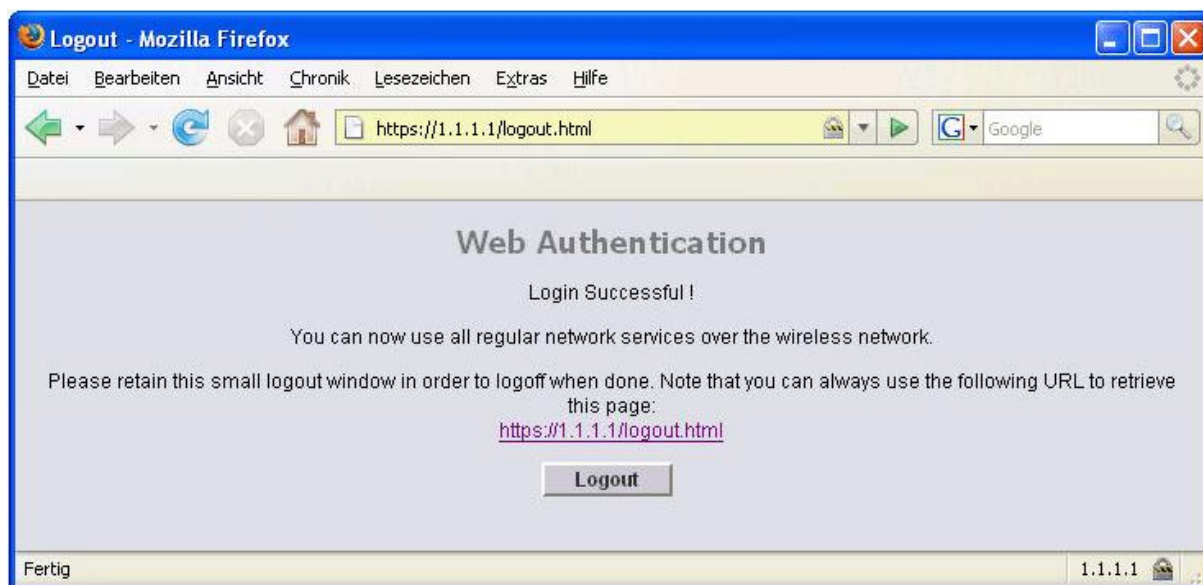 Logout - Mozilla Firefox
Datei Bearbeiten Ansicht Chronik Lesezeichen Extras Hilfe
https://1.1.1.1/logout.html
G Google
Web Authentication
Login Successful !
You can now use all regular network services over the wireless network.
Please retain this small logout window in order to logoff when done. Note that you can always use the following URL to retrieve
this page:
https://1.1.1.1/logout.html
Logout
Fertig 1.1.1.1